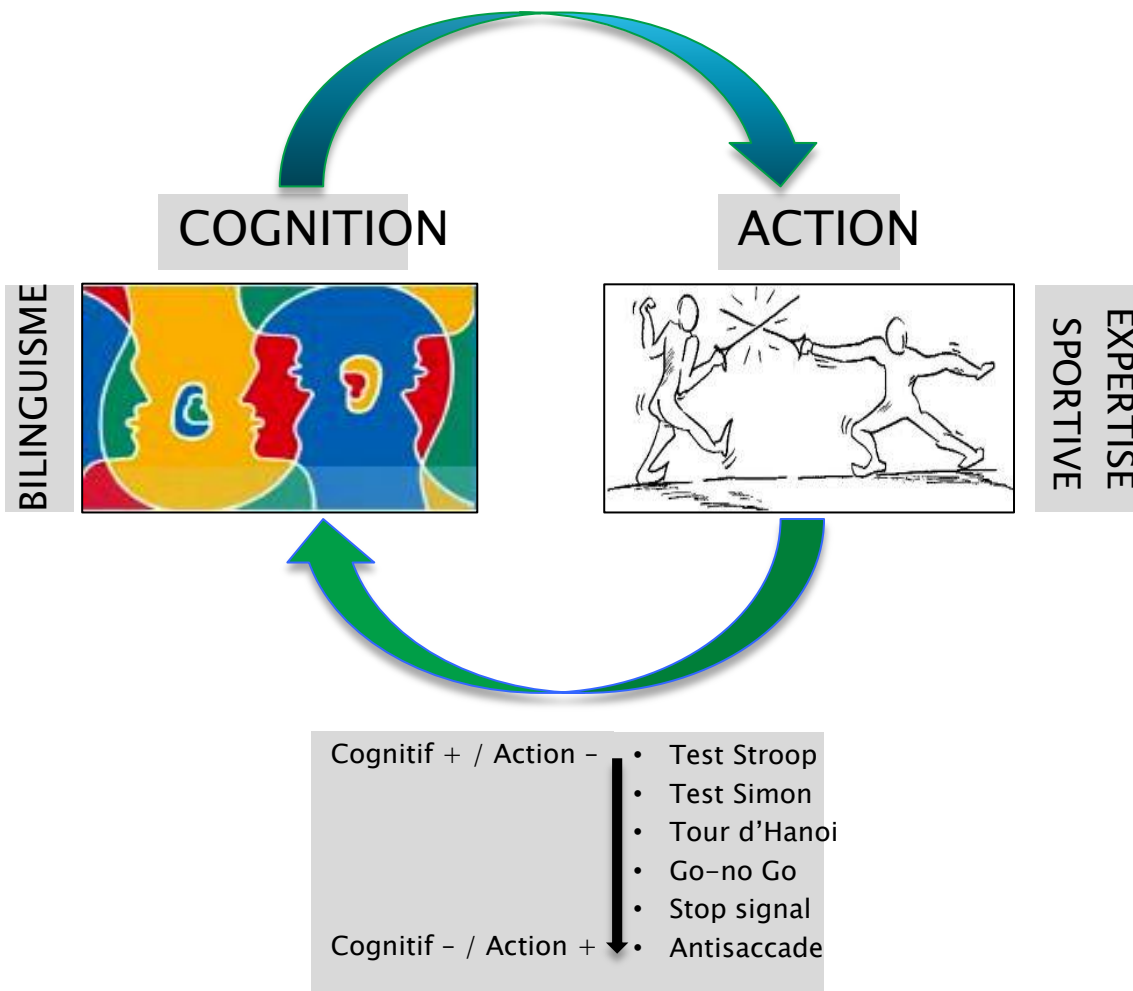 COGNITION
ACTION
BILINGUISME
EXPERTISE
SPORTIVE
Cognitif + / Action –
• Test Stroop
• Test Simon
• Tour d'Hanoi
• Go-no Go
• Stop signal
Cognitif – / Action +
• Antisaccade